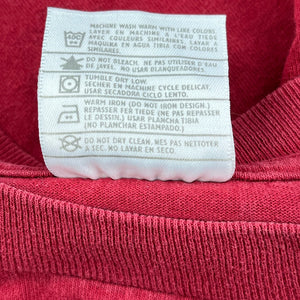 MACHINE WASH WARM WITH LIKE COLORS
LAVER EN MACHINE A L'EAU TIEDE
AVEC COULEURS SIMILAIRES. LAVAR A
MAQUINA EN AGUA TIBIA CON COLORES
SIMILARES.
40C
DO NOT BLEACH. NE PAS UTILISER
D'EAU DE JAVEL. NO USAR BLANQUEADORES.
TUMBLE DRY LOW.
SECHER EN MACHINE CYCLE DELICAT.
USAR SECADORA CICLO LENTO.
WARM IRON (DO NOT IRON DESIGN.)
REPASSER FER TIEDE (NE PAS REPASSER
LE DESSIN.) USAR PLANCHA TIBIA
(NO PLANCHAR ESTAMPADO.)
DO NOT DRY CLEAN. MES PAS NETTOYER
A SEC. NO LAVAR EN SECO.